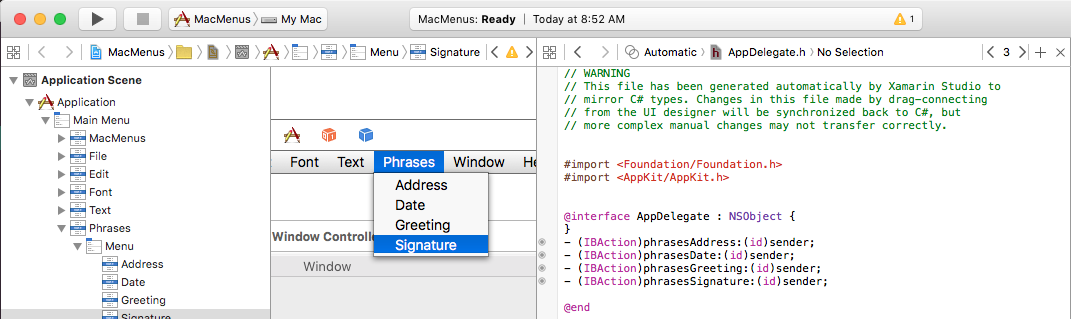 MacMenus
My Mac
MacMenus: Ready | Today at 8:52 AM
1
MacMenus
Menu
Signature
Automatic
AppDelegate.h
No Selection
3
Application Scene
Application
Main Menu
MacMenus
File
Edit
Font
Text
Phrases
Menu
Address
Date
Greeting
Signature
Font
Text
Phrases
Window
He
Address
Date
Greeting
Signature
Window Controlle
Window
// WARNING
// This file has been generated automatically by Xamarin Studio to
// mirror C# types. Changes in this file made by drag-connecting
// from the UI designer will be synchronized back to C#, but
// more complex manual changes may not transfer correctly.
#import <Foundation/Foundation.h>
#import <AppKit/AppKit.h>
@interface AppDelegate : NSObject {
}
- (IBAction)phrasesAddress:(id)sender;
- (IBAction)phrasesDate:(id)sender;
- (IBAction)phrasesGreeting:(id)sender;
- (IBAction)phrasesSignature:(id)sender;
@end